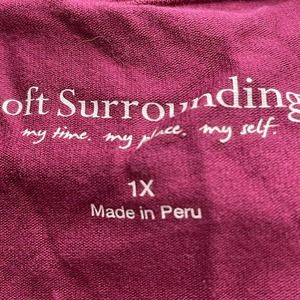 oft Surrounding
my time. my place. my self.
1X
Made in Peru